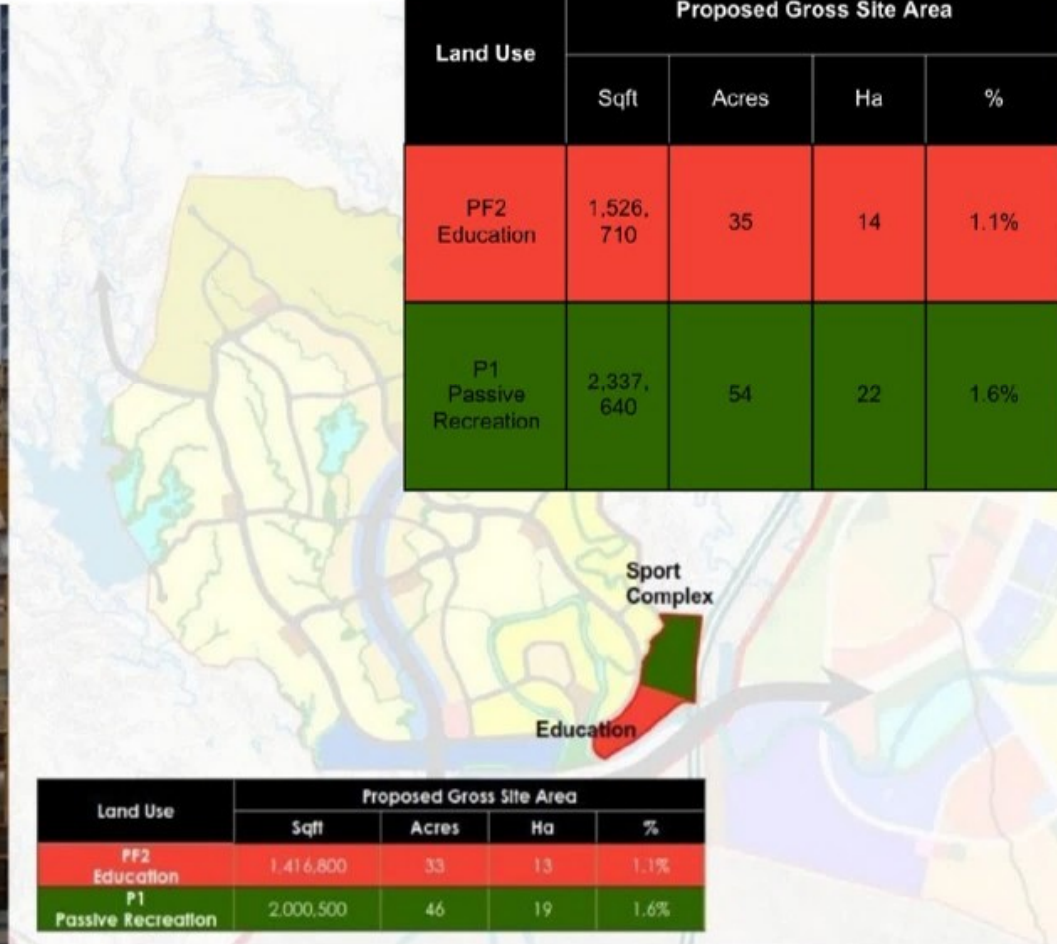 Land Use
Proposed Gross Site Area
Sqft Acres Ha %
PF2
Education
1,526,
710
35 14 1.1%
P1
Passive
Recreation
2,337,
640
54 22 1.6%
Sport
Complex
Education
Land Use
Proposed Gross Site Area
Sqft Acres Ha %
PF2
Education
1,416,800 33 13 1.1%
P1
Passive Recreation
2,000,500 46 19 1.6%